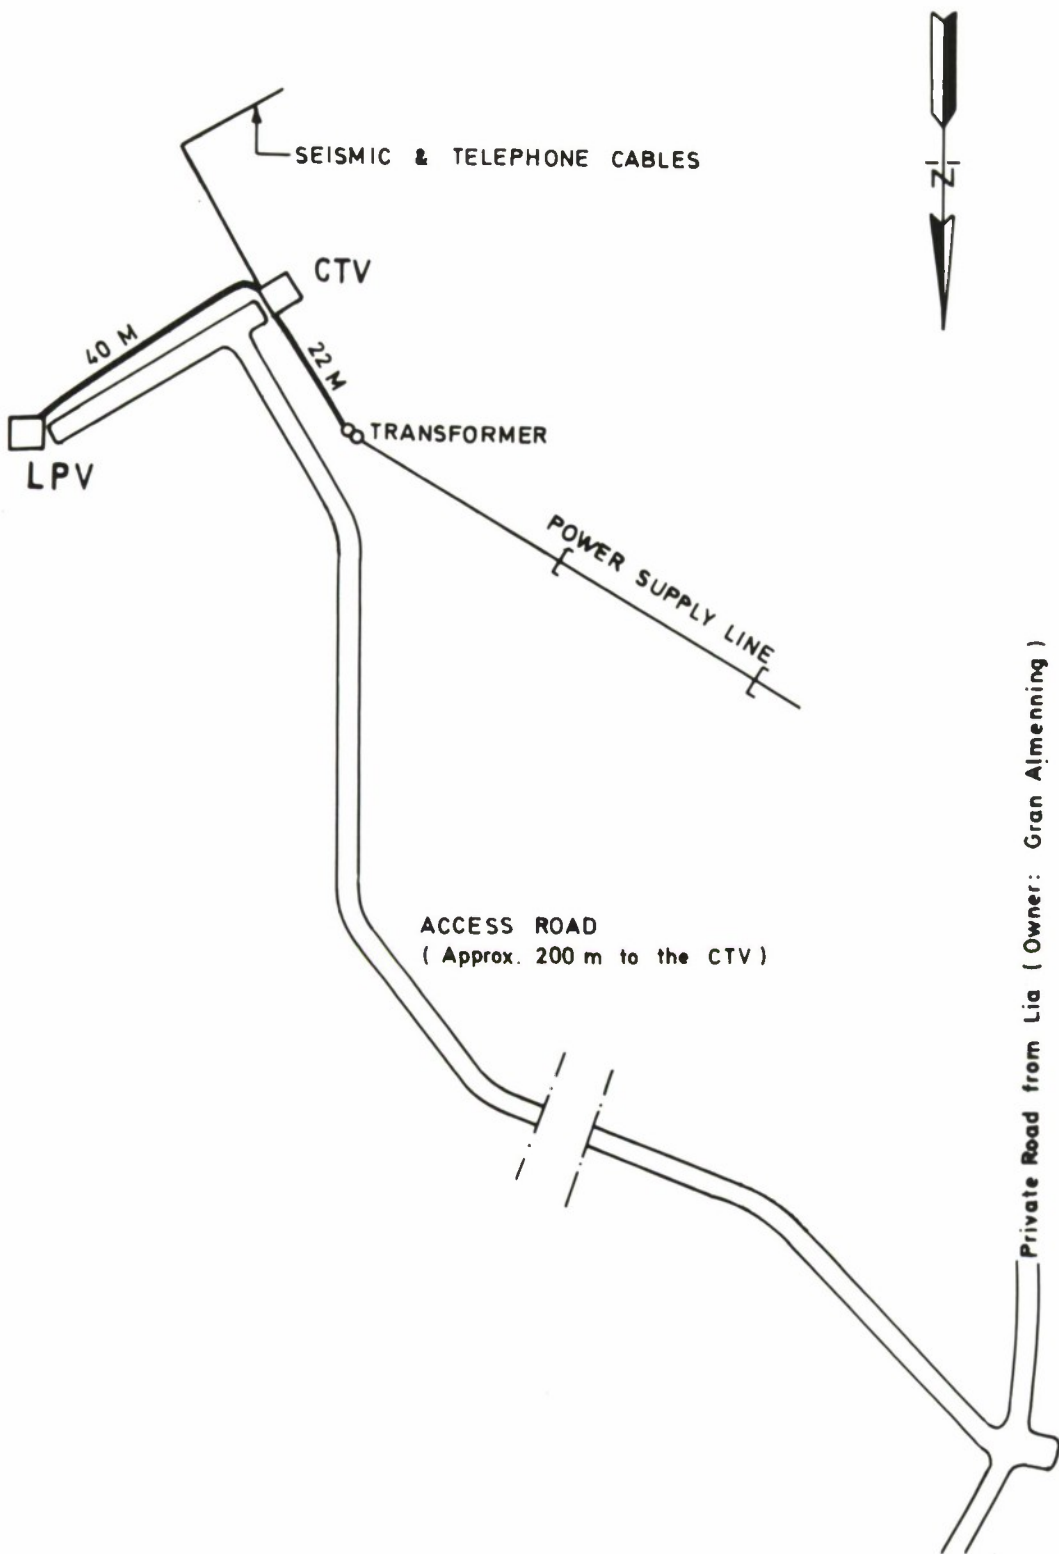 SEISMIC & TELEPHONE CABLES
N
CTV
40 M
22 M
TRANSFORMER
LPV
POWER SUPPLY LINE
ACCESS ROAD
( Approx. 200 m to the CTV )
Private Road from Lia ( Owner: Gran Almenning )